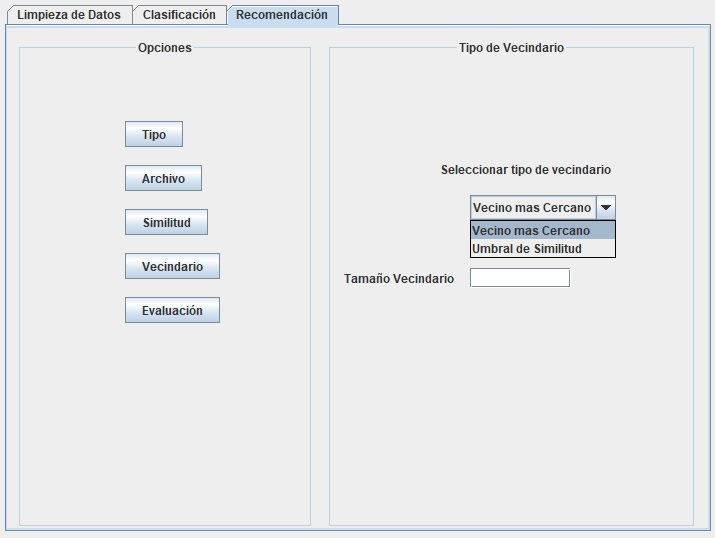 Limpieza de Datos
Clasificación
Recomendación
Opciones
Tipo
Archivo
Similitud
Vecindario
Evaluación
Tipo de Vecindario
Seleccionar tipo de vecindario
Vecino mas Cercano
Vecino mas Cercano
Umbral de Similitud
Tamaño Vecindario